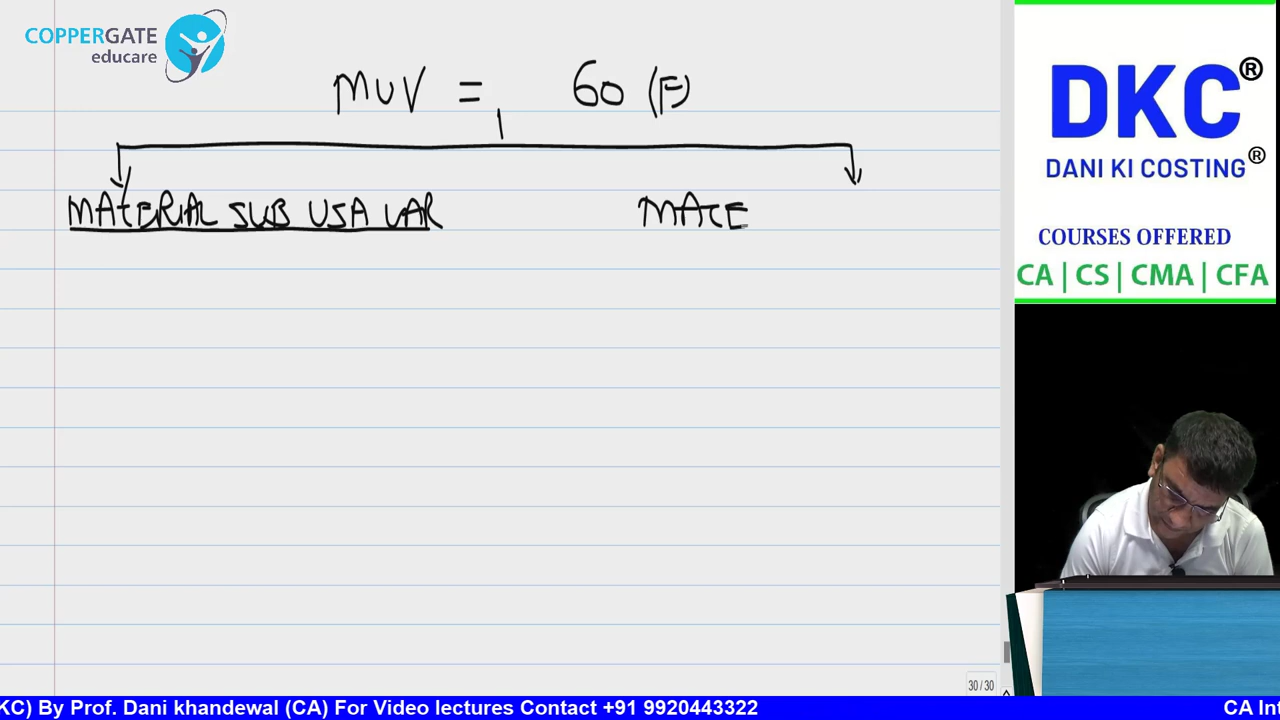 COPPERGATE
educare
MUV = 60 (F)
MATERIAL SUB USA VAR
MATE
DKC®
DANI KI COSTING®
COURSES OFFERED
CA | CS | CMA | CFA
30 / 30
KC) By Prof. Dani khandewal (CA) For Video lectures Contact +91 9920443322
CA Int